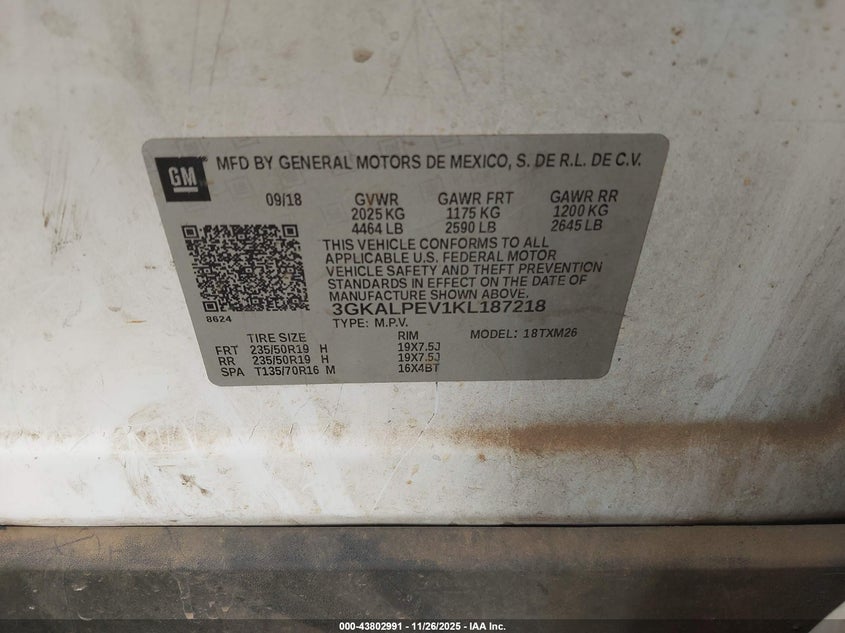 GM
MFD BY GENERAL MOTORS DE MEXICO, S. DE R.L. DE C.V.
09/18 GVWR GAWR FRT GAWR RR
2025 KG 1175 KG 1200 KG
4464 LB 2590 LB 2645 LB
THIS VEHICLE CONFORMS TO ALL
APPLICABLE U.S. FEDERAL MOTOR
VEHICLE SAFETY AND THEFT PREVENTION
STANDARDS IN EFFECT ON THE DATE OF
MANUFACTURE SHOWN ABOVE.
8624
3GKALPEV1KL187218
TYPE: M.P.V. MODEL: 18TXM26
TIRE SIZE RIM
FRT 235/50R19 H 19X7.5J
RR 235/50R19 H 19X7.5J
SPA T135/70R16 M 16X4BT
000-43802991 - 11/26/2025 - IAA Inc.